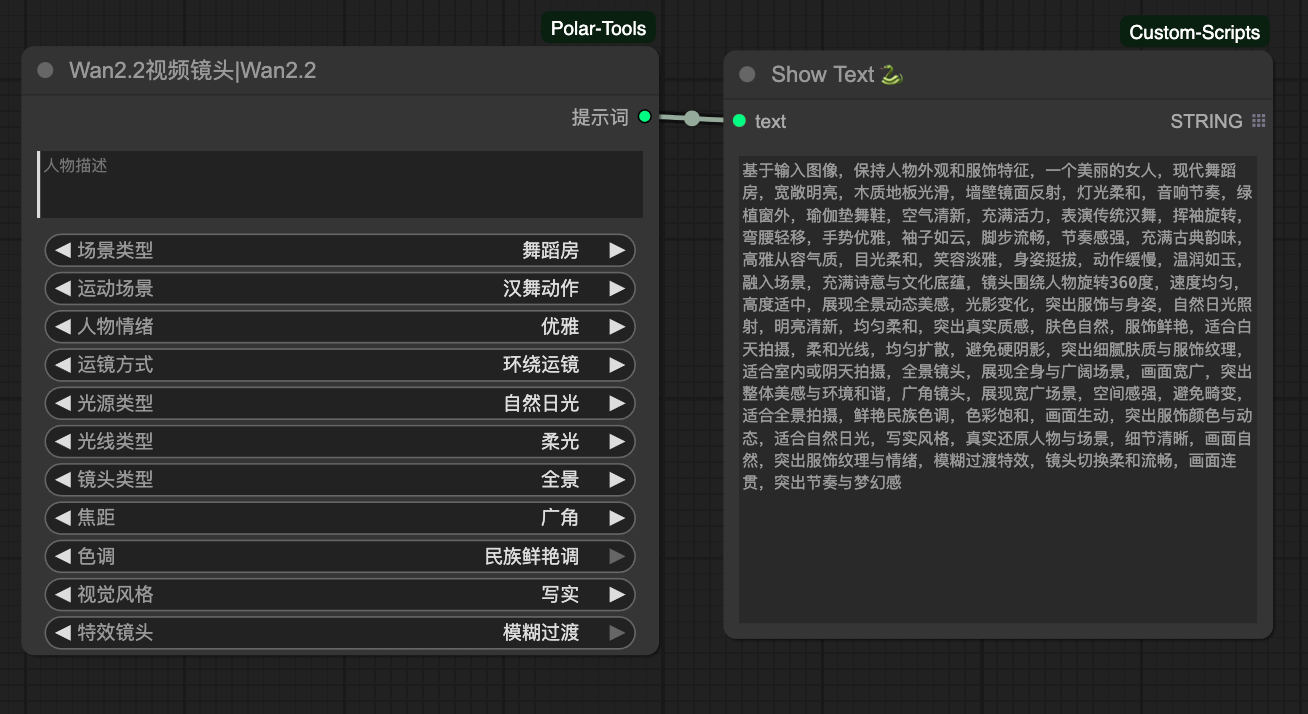 Polar-Tools
Wan2.2视频镜头|Wan2.2
提示词
人物描述
场景类型 舞蹈房
运动场景 汉舞动作
人物情绪 优雅
运镜方式 环绕运镜
光源类型 自然日光
光线类型 柔光
镜头类型 全景
焦距 广角
色调 民族鲜艳调
视觉风格 写实
特效镜头 模糊过渡
Custom-Scripts
Show Text 🐍
text STRING
基于输入图像，保持人物外观和服饰特征，一个美丽的女人，现代舞蹈
房，宽敞明亮，木质地板光滑，墙壁镜面反射，灯光柔和，音响节奏，绿
植窗外，瑜伽垫舞鞋，空气清新，充满活力，表演传统汉舞，挥袖旋转，
弯腰轻移，手势优雅，袖子如云，脚步流畅，节奏感强，充满古典韵味，
高雅从容气质，目光柔和，笑容淡雅，身姿挺拔，动作缓慢，温润如玉，
融入场景，充满诗意与文化底蕴，镜头围绕人物旋转360度，速度均匀，
高度适中，展现全景动态美感，光影变化，突出服饰与身姿，自然日光照
射，明亮清新，均匀柔和，突出真实质感，肤色自然，服饰鲜艳，适合白
天拍摄，柔和光线，均匀扩散，避免硬阴影，突出细腻肤质与服饰纹理，
适合室内或阴天拍摄，全景镜头，展现全身与广阔场景，画面宽广，突出
整体美感与环境和谐，广角镜头，展现宽广场景，空间感强，避免畸变，
适合全景拍摄，鲜艳民族色调，色彩饱和，画面生动，突出服饰颜色与动
态，适合自然日光，写实风格，真实还原人物与场景，细节清晰，画面自
然，突出服饰纹理与情绪，模糊过渡特效，镜头切换柔和流畅，画面连
贯，突出节奏与梦幻感